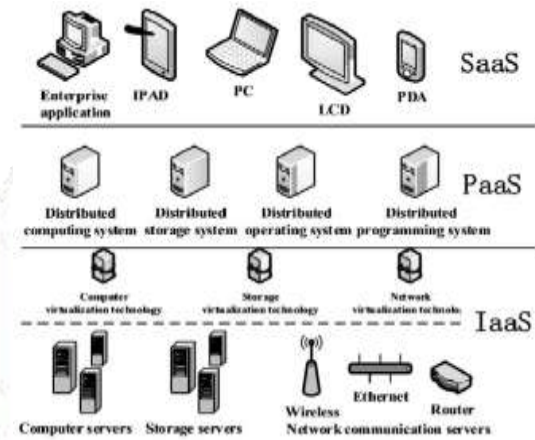 SaaS
Enterprise
application
IPAD
PC
LCD
PDA
PaaS
Distributed
computing system
Distributed
storage system
Distributed
operating system
Distributed
programming system
Computer
virtualization technology
Storage
virtualization technology
Network
virtualization technolo
IaaS
Computer servers
Storage servers
Wireless
Ethernet
Router
Network communication servers